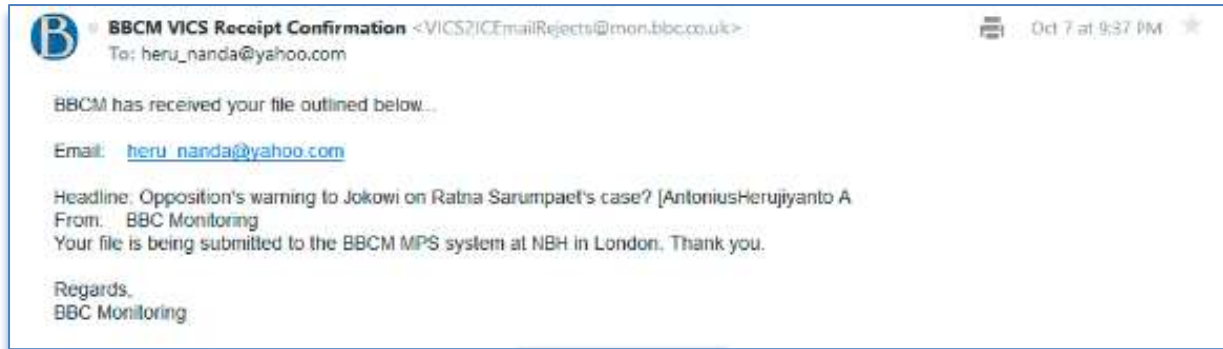 B
BBCM VICS Receipt Confirmation <VICS2ICEmailRejects@mon.bbc.co.uk>
Oct 7 at 9:37 PM
To: heru_nanda@yahoo.com
BBCM has received your file outlined below...
Email: heru_nanda@yahoo.com
Headline: Opposition's warning to Jokowi on Ratna Sarumpaet's case? [AntoniusHerujiyanto A
From: BBC Monitoring
Your file is being submitted to the BBCM MPS system at NBH in London. Thank you.
Regards,
BBC Monitoring